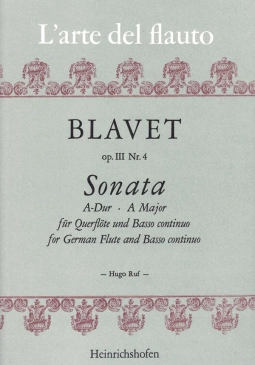 L'arte del flauto
BLAVET
op. III Nr. 4
Sonata
A-Dur · A Major
für Querflöte und Basso continuo
for German Flute and Basso continuo
— Hugo Ruf —
Heinrichshofen